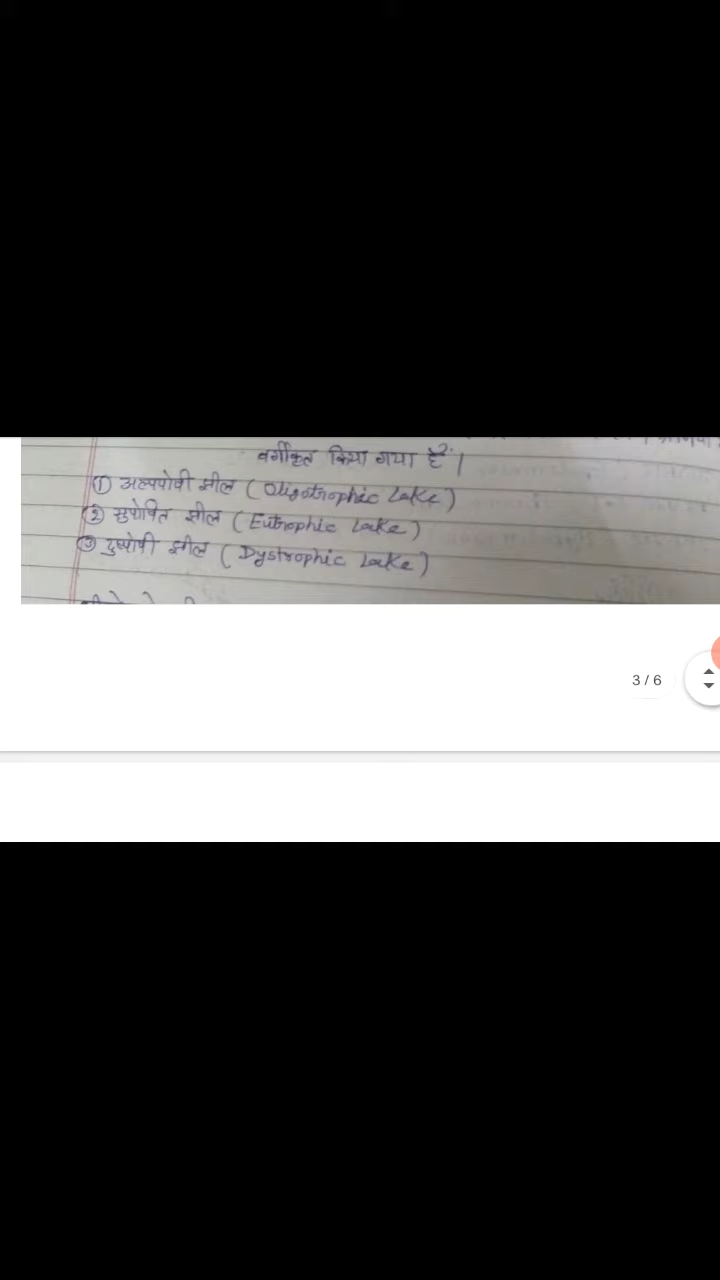 वर्गीकृत किया गया हैं |
① अल्पपोषी झील ( Oligotrophic Lake )
② सुपोषित झील ( Eutrophic Lake )
③ दुष्पोषी झील ( Dystrophic Lake )
3 / 6